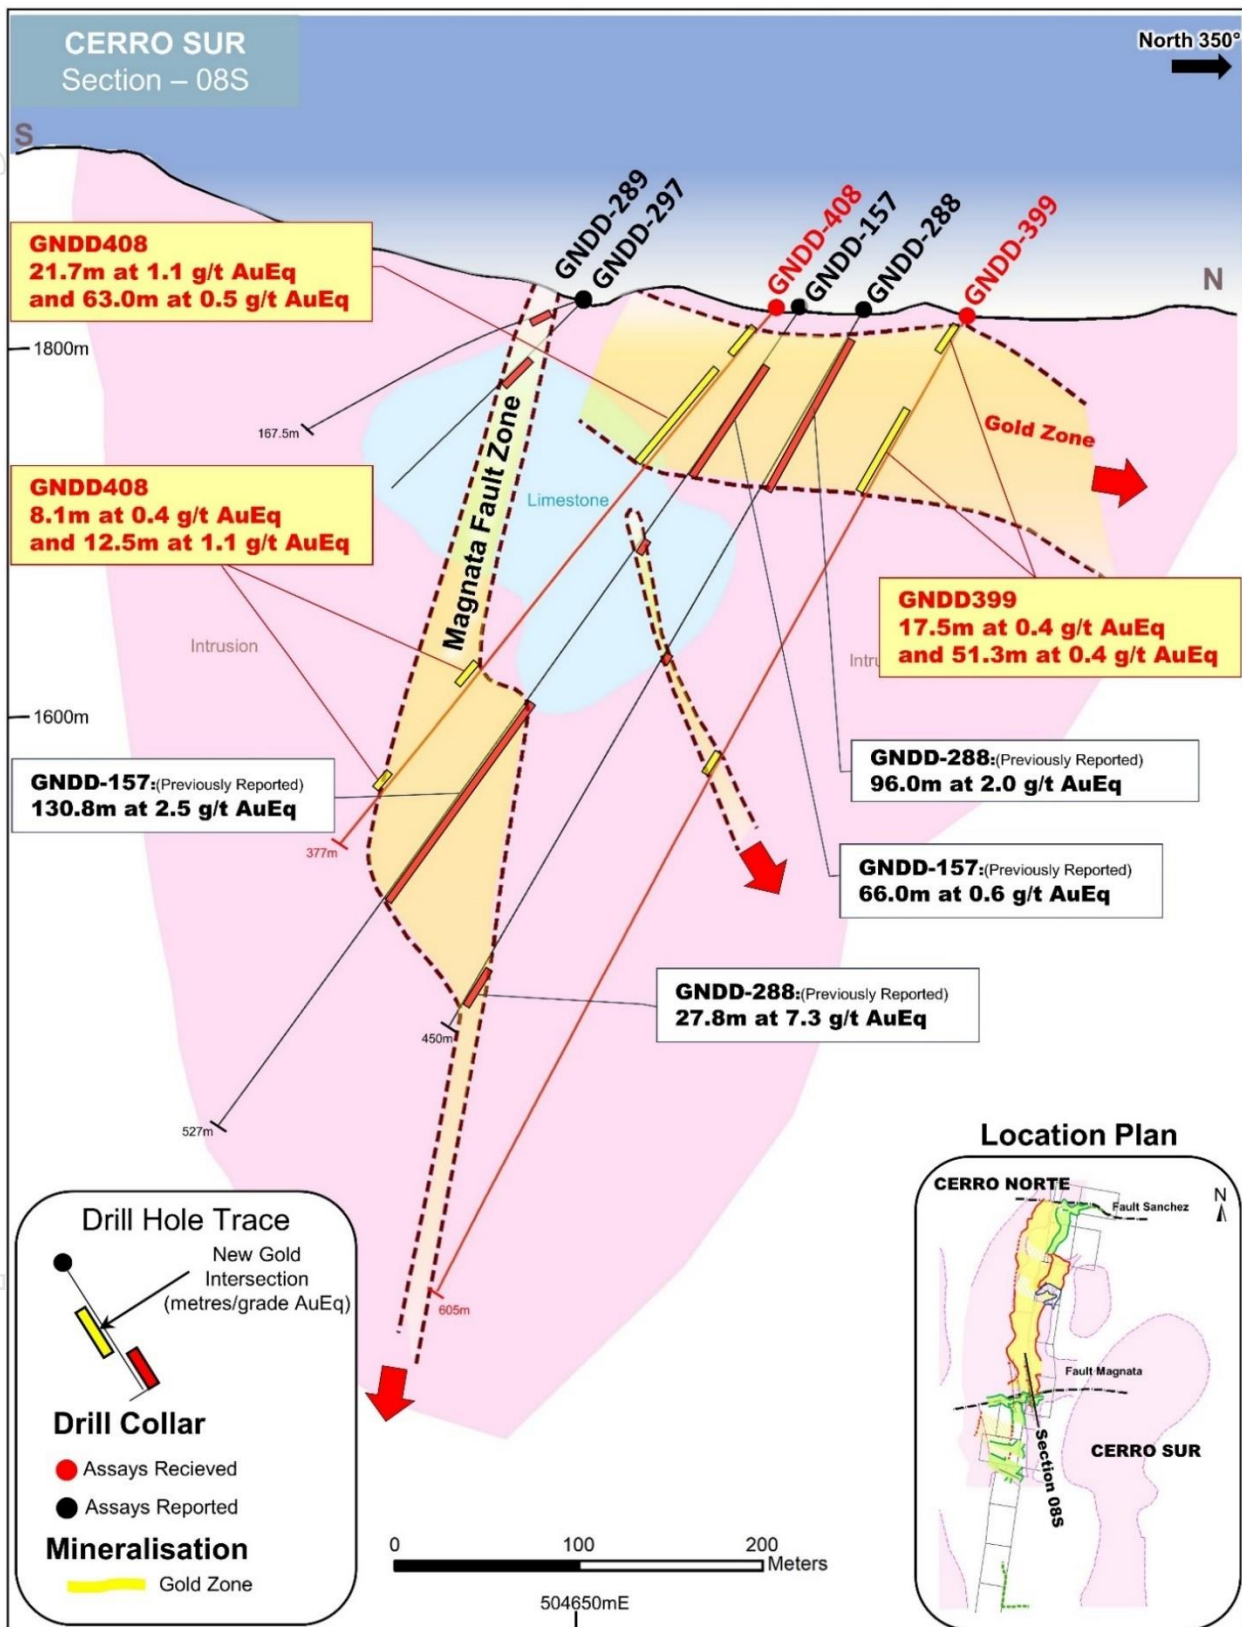 CERRO SUR
Section – 08S
North 350°
S
N
GNDD-289
GNDD-297
GNDD-408
GNDD-157
GNDD-288
GNDD-399
GNDD408
21.7m at 1.1 g/t AuEq
and 63.0m at 0.5 g/t AuEq
1800m
167.5m
Gold Zone
Magnata Fault Zone
Limestone
GNDD408
8.1m at 0.4 g/t AuEq
and 12.5m at 1.1 g/t AuEq
GNDD399
17.5m at 0.4 g/t AuEq
and 51.3m at 0.4 g/t AuEq
Intrusion
Intru
1600m
GNDD-157:(Previously Reported)
130.8m at 2.5 g/t AuEq
GNDD-288:(Previously Reported)
96.0m at 2.0 g/t AuEq
377m
GNDD-157:(Previously Reported)
66.0m at 0.6 g/t AuEq
GNDD-288:(Previously Reported)
27.8m at 7.3 g/t AuEq
450m
527m
605m
Drill Hole Trace
New Gold
Intersection
(metres/grade AuEq)
Drill Collar
Assays Recieved
Assays Reported
Mineralisation
Gold Zone
0
100
200
Meters
504650mE
Location Plan
CERRO NORTE
N
Fault Sanchez
Fault Magnata
CERRO SUR
Section 08S